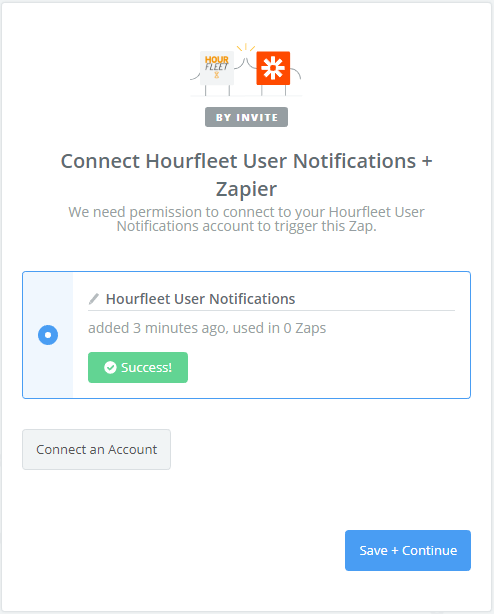 HOUR
FLEET
BY INVITE
Connect Hourfleet User Notifications +
Zapier
We need permission to connect to your Hourfleet User
Notifications account to trigger this Zap.
Hourfleet User Notifications
added 3 minutes ago, used in 0 Zaps
Success!
Connect an Account
Save + Continue